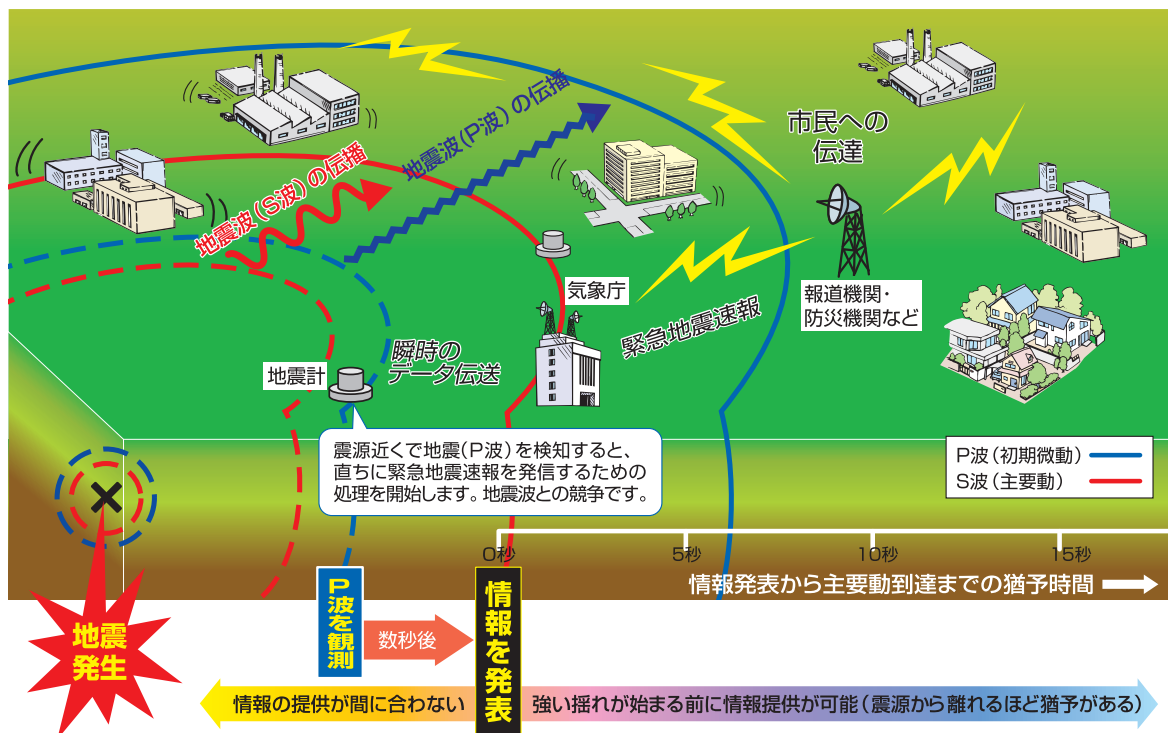 地震波(S波)の伝播
地震波(P波)の伝播
市民への
伝達
気象庁
緊急地震速報
報道機関・
防災機関など
地震計
瞬時の
データ伝送
震源近くで地震(P波)を検知すると、
直ちに緊急地震速報を発信するための
処理を開始します。地震波との競争です。
P波(初期微動)
S波(主要動)
0秒
5秒
10秒
15秒
情報発表から主要動到達までの猶予時間
地震
発生
P波を観測
数秒後
情報を発表
情報の提供が間に合わない
強い揺れが始まる前に情報提供が可能(震源から離れるほど猶予がある)